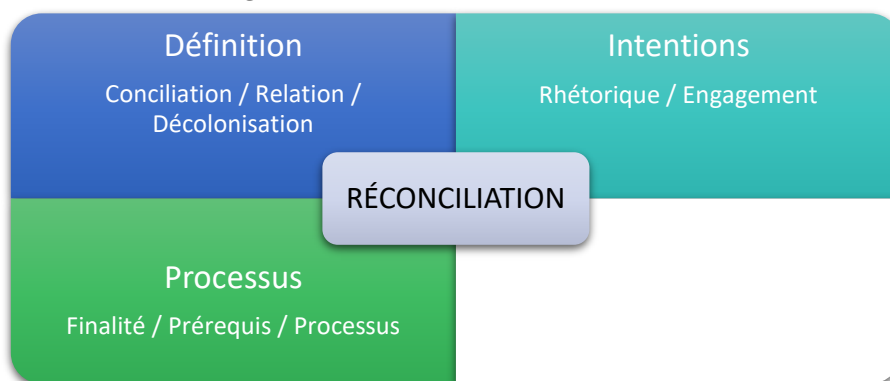 Définition
Conciliation / Relation /
Décolonisation
Intentions
Rhétorique / Engagement
RÉCONCILIATION
Processus
Finalité / Prérequis / Processus